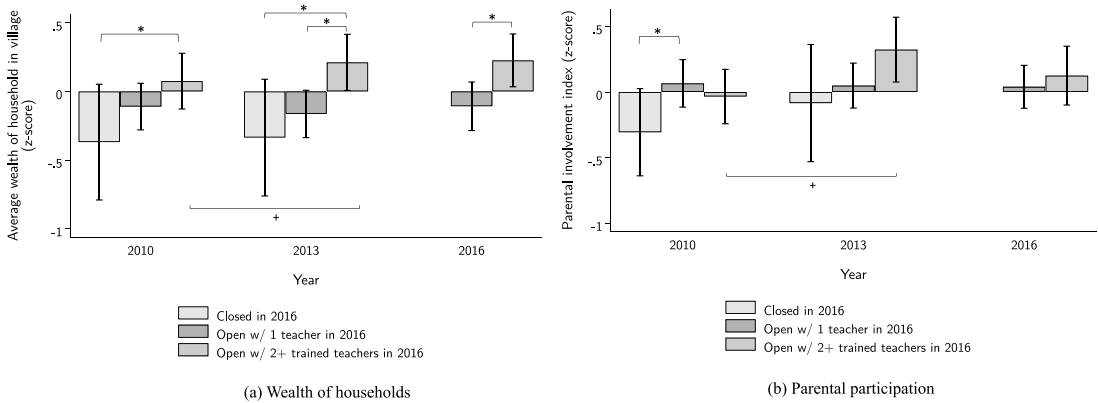 Average wealth of household in village
(z-score)
.5
0
-.5
-1
*
*
*
*
+
2010
2013
2016
Year
Closed in 2016
Open w/ 1 teacher in 2016
Open w/ 2+ trained teachers in 2016
(a) Wealth of households
Parental involvement index (z-score)
.5
0
-.5
-1
*
+
2010
2013
2016
Year
Closed in 2016
Open w/ 1 teacher in 2016
Open w/ 2+ trained teachers in 2016
(b) Parental participation